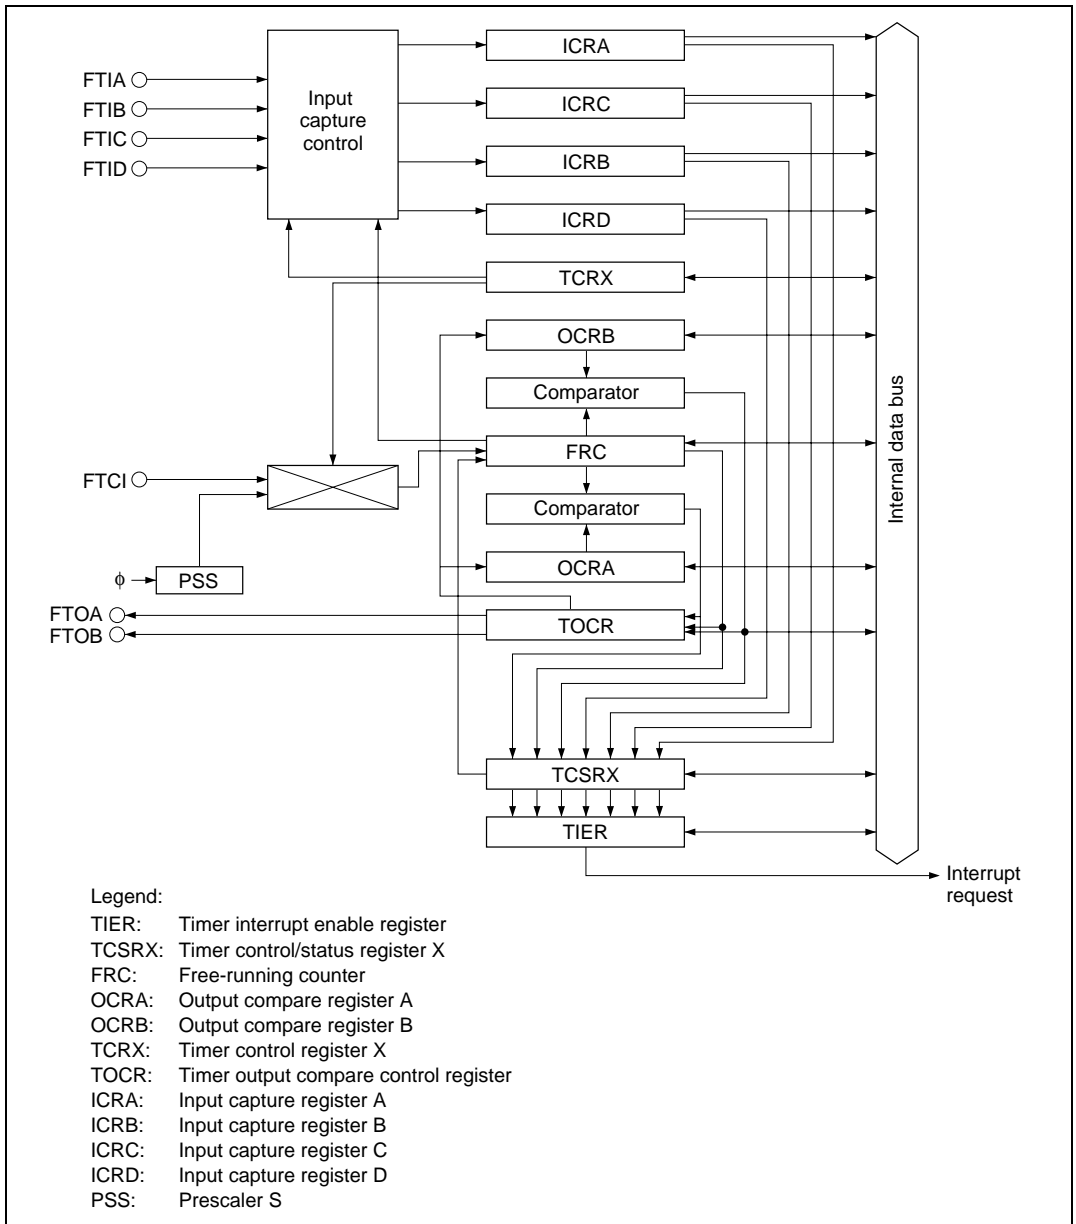 FTIA
FTIB
FTIC
FTID
Input
capture
control
ICRA
ICRC
ICRB
ICRD
TCRX
OCRB
Comparator
FRC
Comparator
OCRA
TOCR
TCSRX
TIER
FTCI
φ
PSS
FTOA
FTOB
Internal data bus
Interrupt
request
Legend:
TIER: Timer interrupt enable register
TCSRX: Timer control/status register X
FRC: Free-running counter
OCRA: Output compare register A
OCRB: Output compare register B
TCRX: Timer control register X
TOCR: Timer output compare control register
ICRA: Input capture register A
ICRB: Input capture register B
ICRC: Input capture register C
ICRD: Input capture register D
PSS: Prescaler S